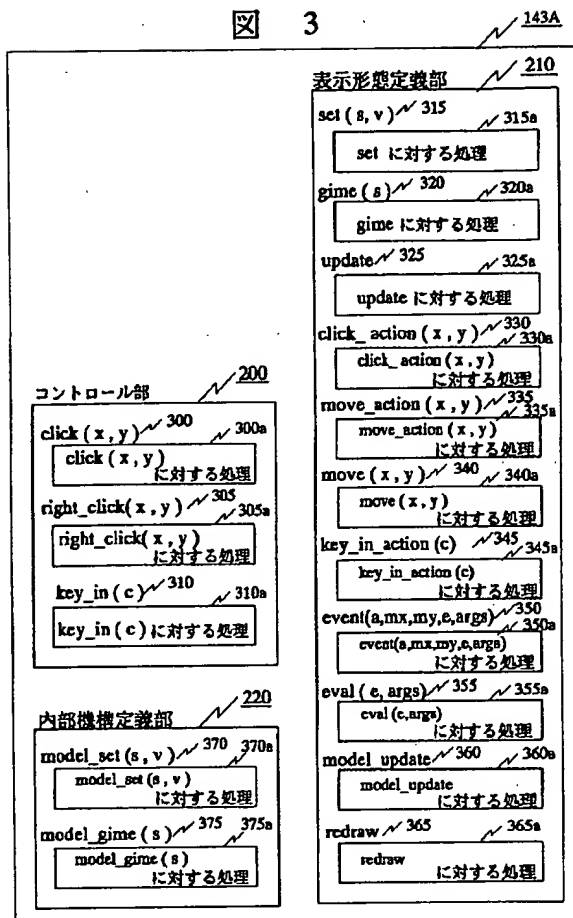 図 3
143A
表示形態定義部 210
set ( s, v ) 315
315a
set に対する処理
gime ( s ) 320
320a
gime に対する処理
update 325
325a
update に対する処理
click_ action ( x , y ) 330
330a
click_ action ( x , y )
に対する処理
move_action ( x , y ) 335
335a
move_action ( x , y )
に対する処理
move ( x , y ) 340
340a
move ( x , y )
に対する処理
key_in_action (c) 345
345a
key_in_action (c)
に対する処理
event(a,mx,my,e,args) 350
350a
event(a,mx,my,e,args)
に対する処理
eval ( e, args ) 355
355a
eval ( e,args )
に対する処理
model_update 360
360a
model_update
に対する処理
redraw 365
365a
redraw
に対する処理
コントロール部 200
click ( x , y ) 300
300a
click ( x , y )
に対する処理
right_click( x , y ) 305
305a
right_click( x , y )
に対する処理
key_in ( c ) 310
310a
key_in ( c ) に対する処理
内部機構定義部 220
model_set ( s , v ) 370
370a
model_set ( s , v )
に対する処理
model_gime ( s ) 375
375a
model_gime ( s )
に対する処理